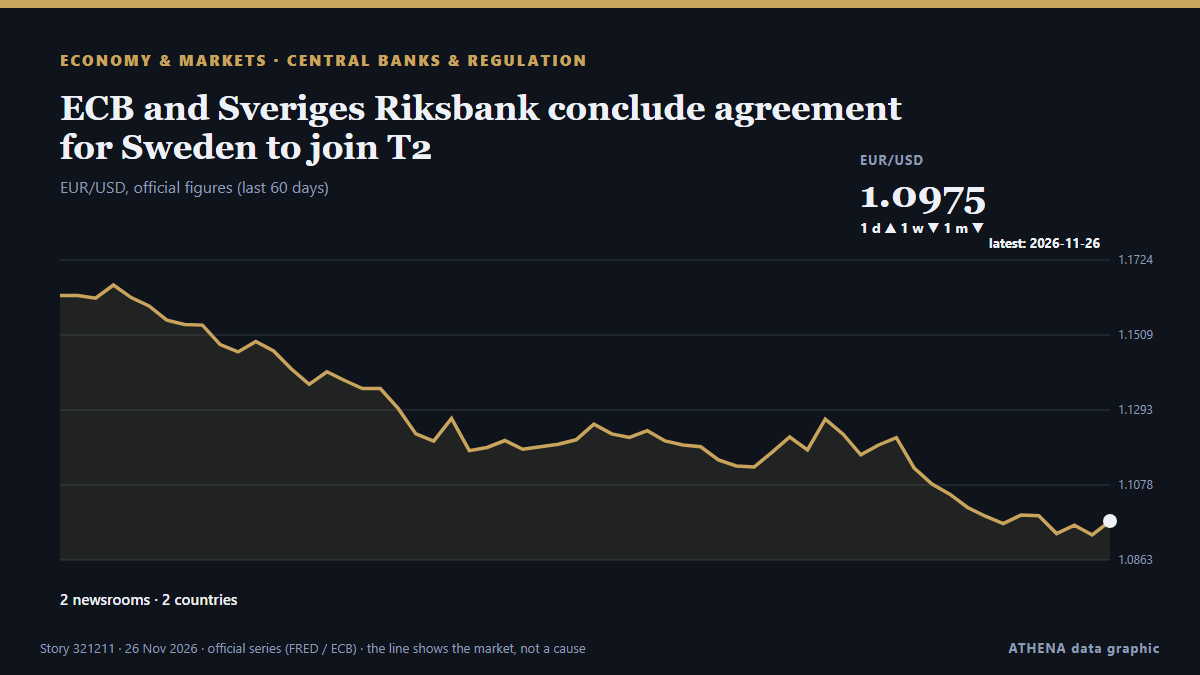 ECONOMY & MARKETS · CENTRAL BANKS & REGULATION
ECB and Sveriges Riksbank conclude agreement
for Sweden to join T2
EUR/USD, official figures (last 60 days)
EUR/USD
1.0975
1 d ▲ 1 w ▼ 1 m ▼
latest: 2026-11-26
1.1724
1.1509
1.1293
1.1078
1.0863
2 newsrooms · 2 countries
Story 321211 · 26 Nov 2026 · official series (FRED / ECB) · the line shows the market, not a cause
ATHENA data graphic